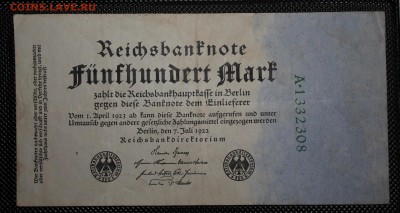 COINS.LAVE.RU
Reichsbanknote
Fünfhundert Mark
zahlt die Reichsbankhauptkasse in Berlin
gegen diese Banknote dem Einlieferer
Vom 1. April 1923 ab kann diese Banknote aufgerufen und unter
Umtausch gegen andere gesetzliche Zahlungsmittel eingezogen werden
Berlin, den 7. Juli 1922
Reichsbankdirektorium
A·1332308